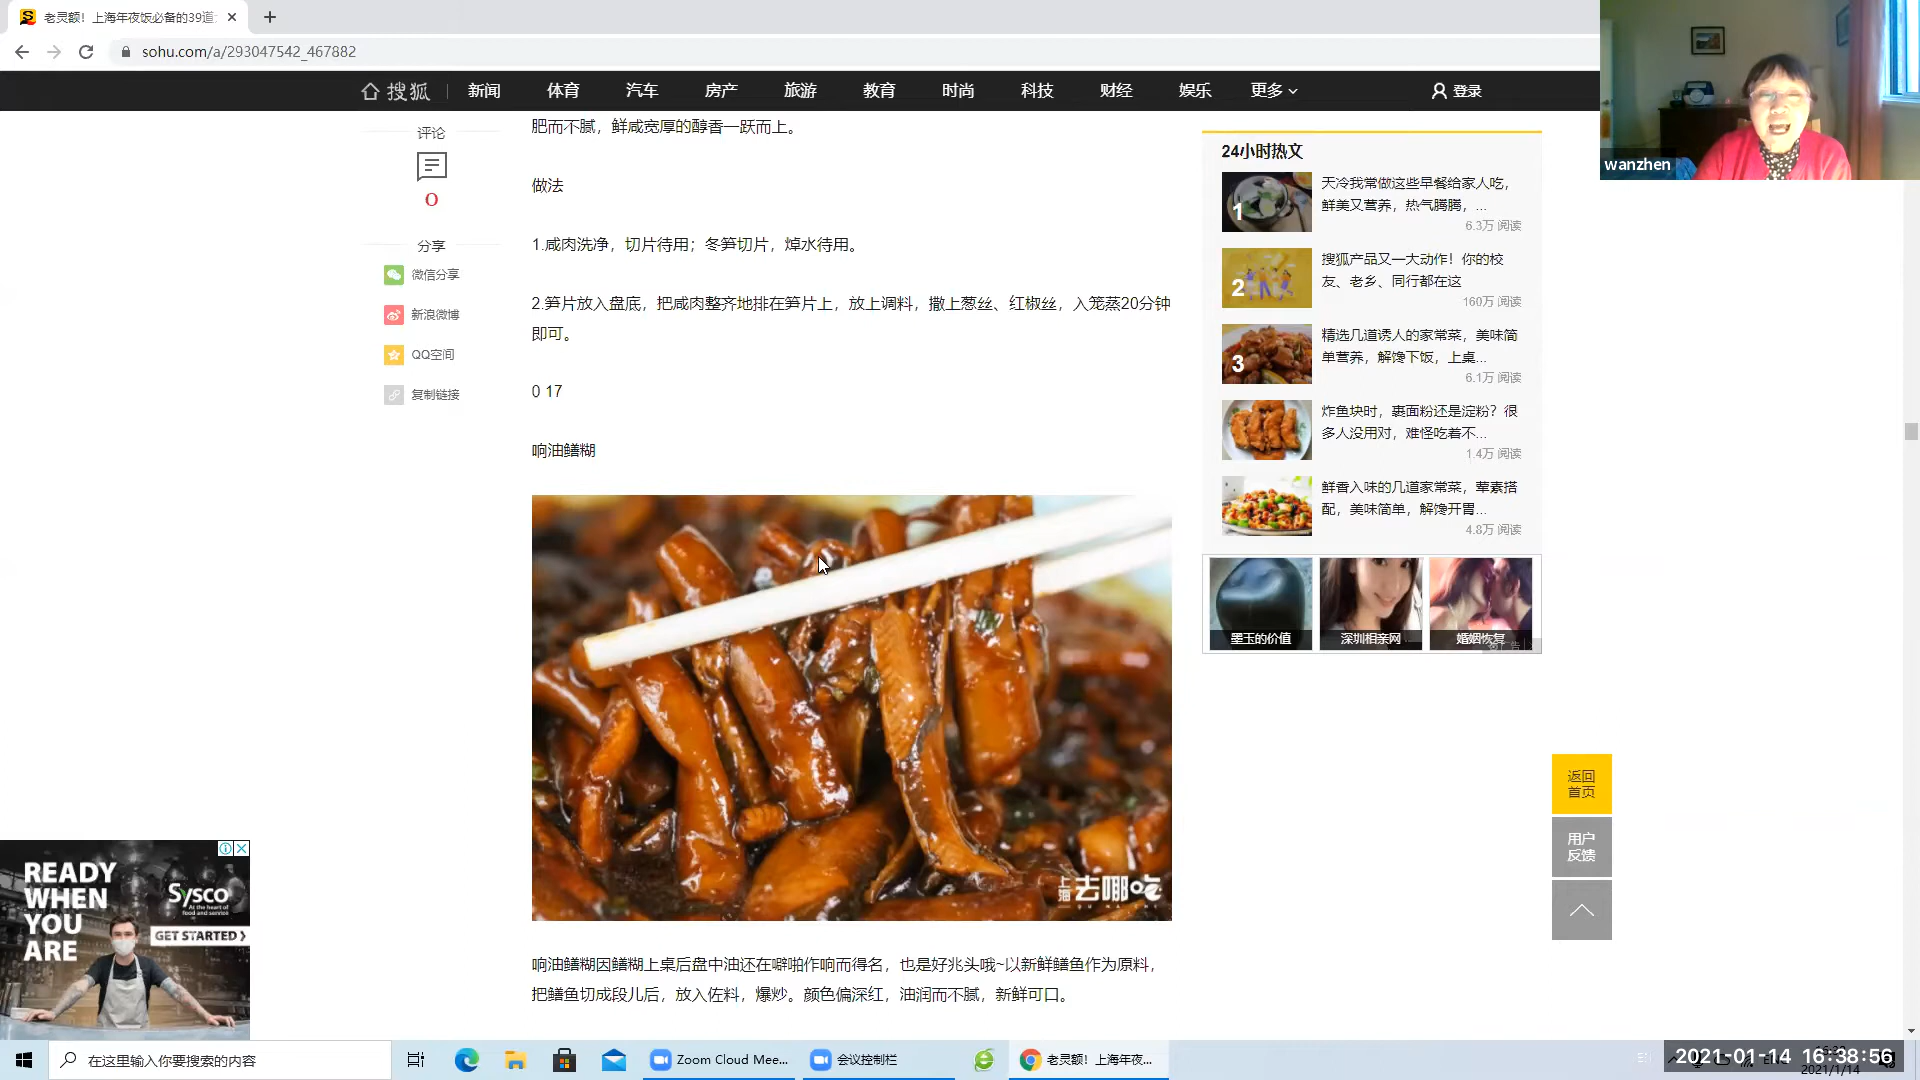 老灵额！上海年夜饭必备的39道
sohu.com/a/293047542_467882
搜狐 新闻 体育 汽车 房产 旅游 教育 时尚 科技 财经 娱乐 更多 登录
wanzhen
评论
0
分享
微信分享
新浪微博
QQ空间
复制链接
肥而不腻，鲜咸宽厚的醇香一跃而上。
做法
1.咸肉洗净，切片待用；冬笋切片，焯水待用。
2.笋片放入盘底，把咸肉整齐地排在笋片上，放上调料，撒上葱丝、红椒丝，入笼蒸20分钟
即可。
0 17
响油鳝糊
上海去哪吃
响油鳝糊因鳝糊上桌后盘中油还在噼啪作响而得名，也是好兆头哦~以新鲜鳝鱼作为原料，
把鳝鱼切成段儿后，放入佐料，爆炒。颜色偏深红，油润而不腻，新鲜可口。
24小时热文
1
天冷我常做这些早餐给家人吃，
鲜美又营养，热气腾腾，...
6.3万 阅读
2
搜狐产品又一大动作！你的校
友、老乡、同行都在这
160万 阅读
3
精选几道诱人的家常菜，美味简
单营养，解馋下饭，上桌...
6.1万 阅读
炸鱼块时，裹面粉还是淀粉？很
多人没用对，难怪吃着不...
1.4万 阅读
鲜香入味的几道家常菜，荤素搭
配，美味简单，解馋开胃...
4.8万 阅读
墨玉的价值 深圳相亲网 婚姻恢复
广告
返回
首页
用户
反馈
READY
WHEN
YOU
ARE
Sysco
At the heart of
food and service
GET STARTED
在这里输入你要搜索的内容
Zoom Cloud Mee...
会议控制栏
老灵额！上海年夜...
2021-01-14 16:38:56
2021/1/14